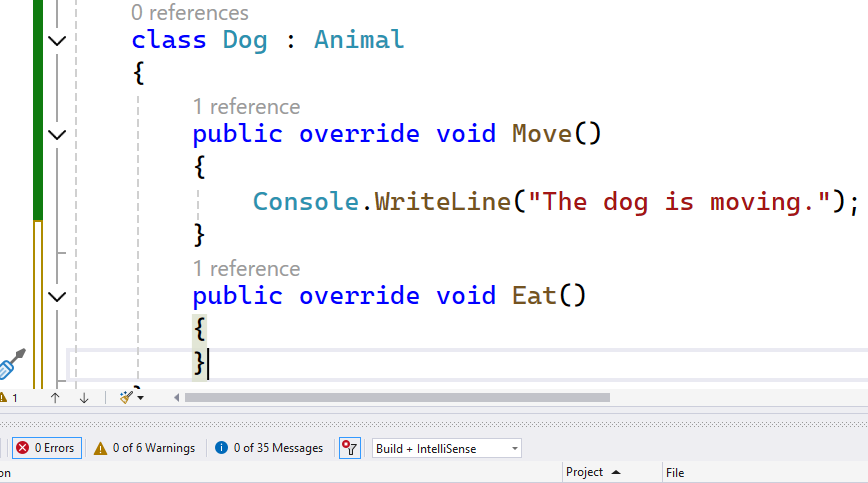 0 references
class Dog : Animal
{
1 reference
public override void Move()
{
Console.WriteLine("The dog is moving.");
}
1 reference
public override void Eat()
{
}
1
0 Errors
0 of 6 Warnings
0 of 35 Messages
Build + IntelliSense
on
Project
File